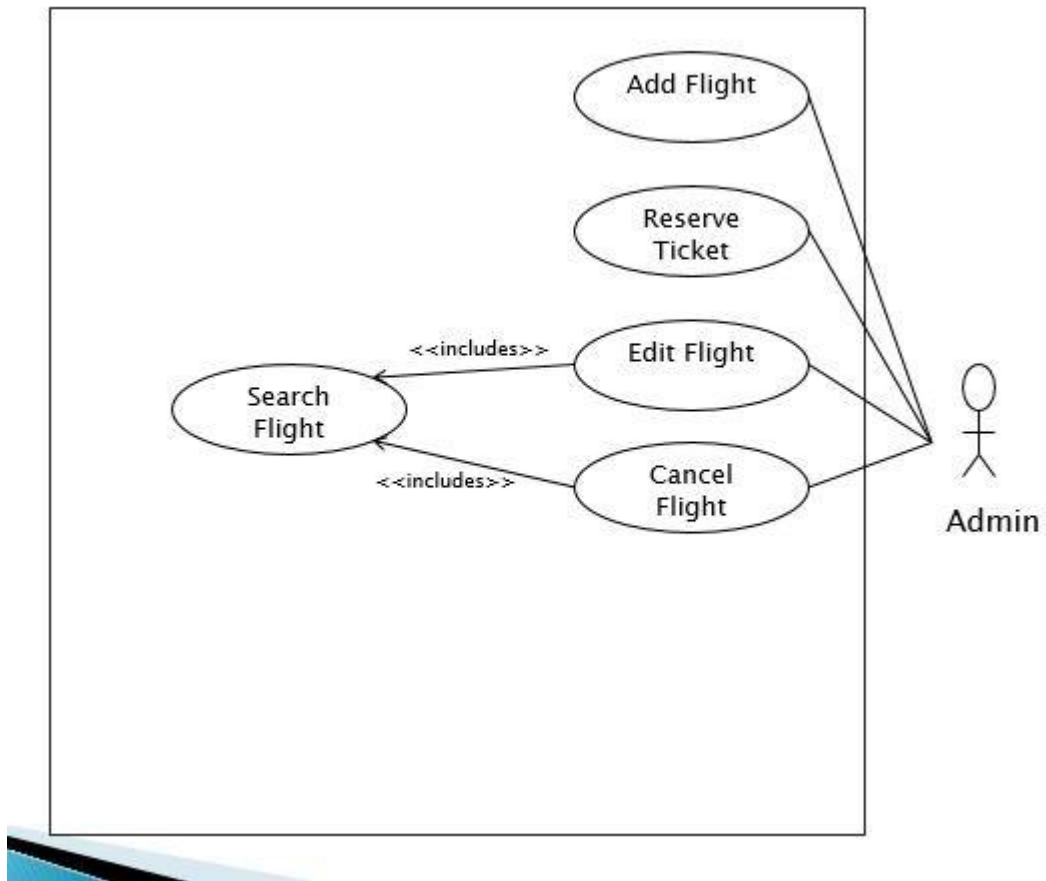 Add Flight
Reserve
Ticket
<<includes>>
Edit Flight
Search
Flight
<<includes>>
Cancel
Flight
Admin